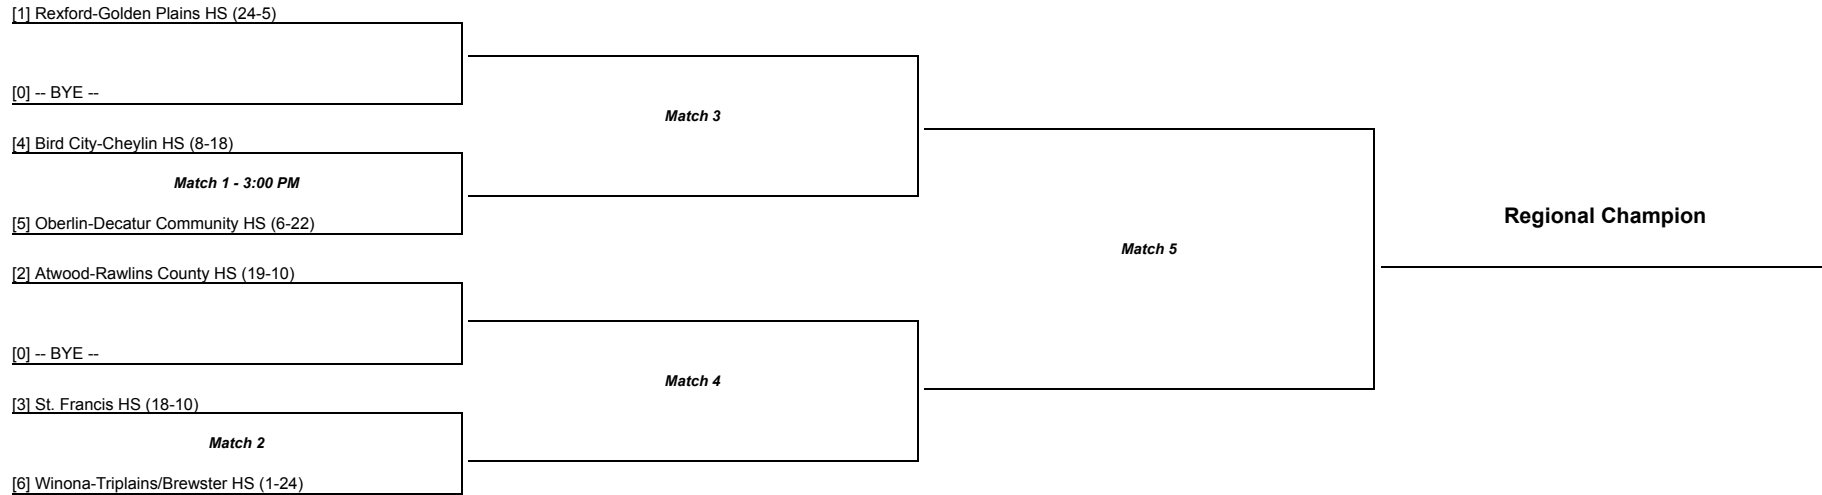 [1] Rexford-Golden Plains HS (24-5)
[0] -- BYE --
Match 3
[4] Bird City-Cheylin HS (8-18)
Match 1 - 3:00 PM
[5] Oberlin-Decatur Community HS (6-22)
Regional Champion
Match 5
[2] Atwood-Rawlins County HS (19-10)
[0] -- BYE --
Match 4
[3] St. Francis HS (18-10)
Match 2
[6] Winona-Triplains/Brewster HS (1-24)